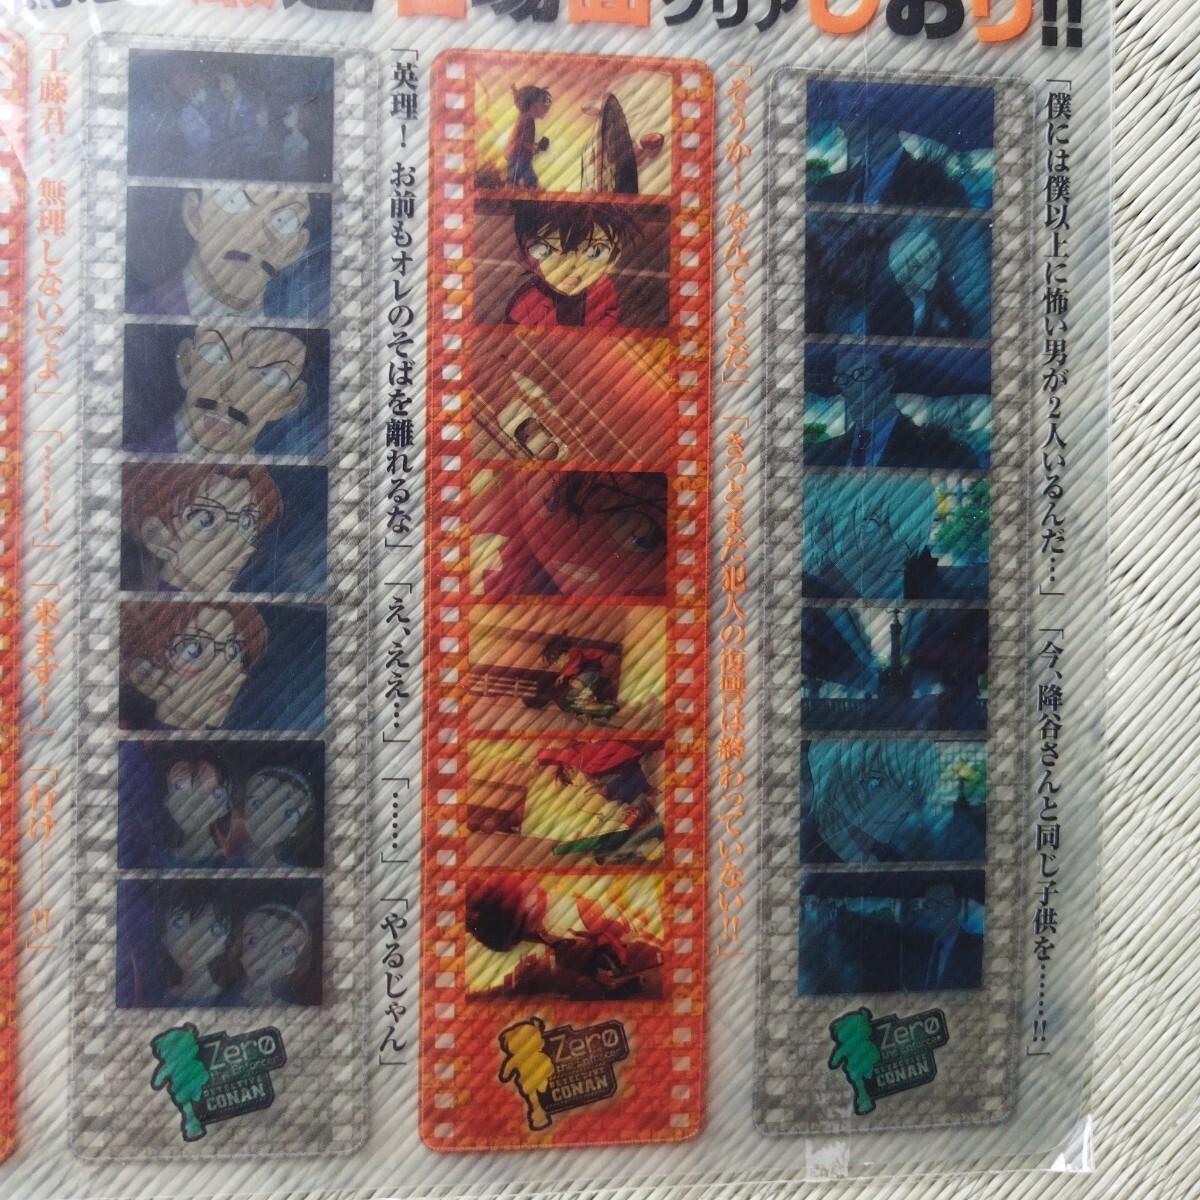 名場面クリアしおり!!
「僕には僕以上に怖い男が2人いるんだ…」「今、降谷さんと同じ子供を……!!」
「そうか… なんてことだ」「きっとまだ犯人の復讐は終わっていない!!」
「英理! お前もオレのそばを離れるな」「え、ええ…」「……」「やるじゃん」
「工藤君… 無理しないでよ」「……!」「来ます!」「行け――!!」
Zero
the Enforcer
DETECTIVE
CONAN
Zero
the Enforcer
DETECTIVE
CONAN
Zero
the Enforcer
DETECTIVE
CONAN